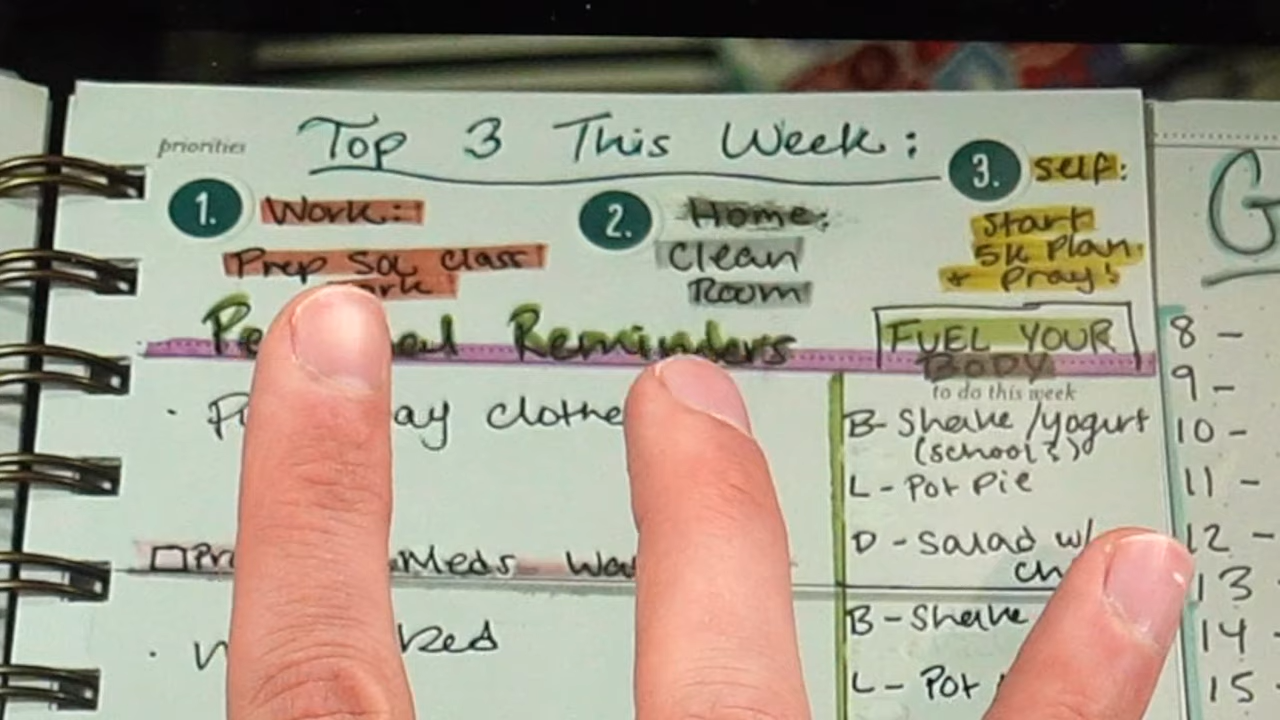 priorities Top 3 This Week:
1. Work:
Prep SOL Class
2. Home:
Clean
Room
3. Self:
Start
5K Plan
+ Pray!
Reminders
FUEL YOUR
BODY
to do this week
B- Shake/yogurt
(school?)
L - Pot Pie
D - Salad w/
Meds
B - Shake
L - Pot
8 -
9 -
10 -
11 -
12 -
13
14
15
G